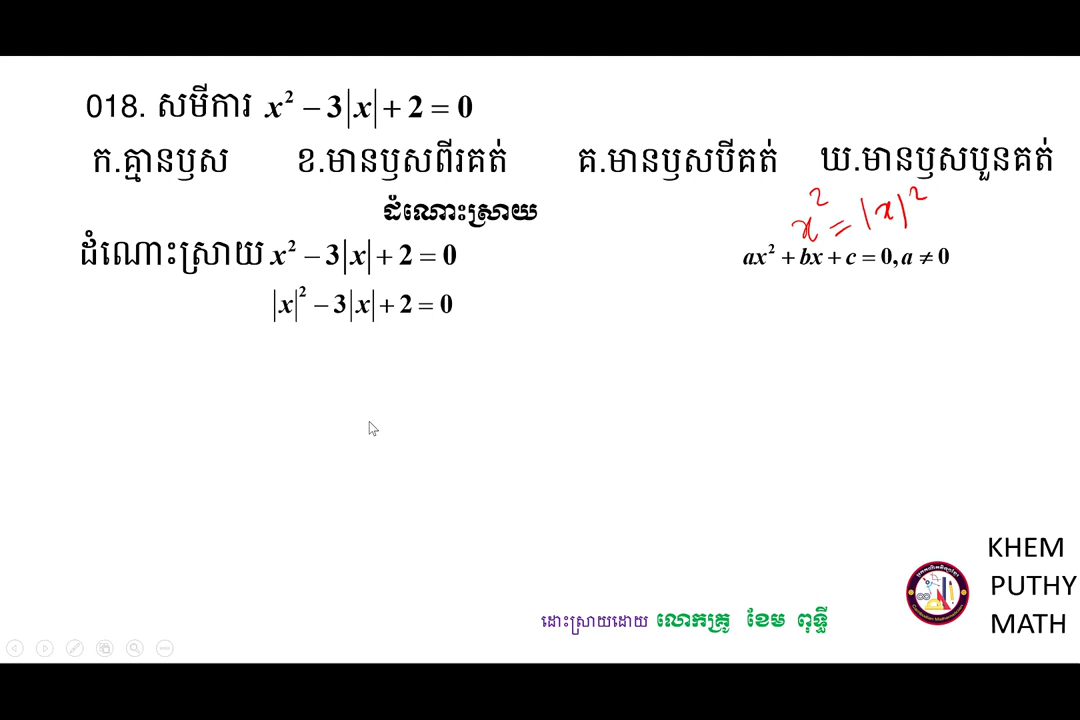 018. សមីការ x² − 3|x| + 2 = 0
ក.គ្មានឫស ខ.មានឫសពីរគត់ គ.មានឫសបីគត់ ឃ.មានឫសបួនគត់
ដំណោះស្រាយ
x² = |x|²
ដំណោះស្រាយ x² − 3|x| + 2 = 0
ax² + bx + c = 0, a ≠ 0
|x|² − 3|x| + 2 = 0
KHEM
PUTHY
MATH
ដោះស្រាយដោយ លោកគ្រូ ខែម ពុទ្ធី